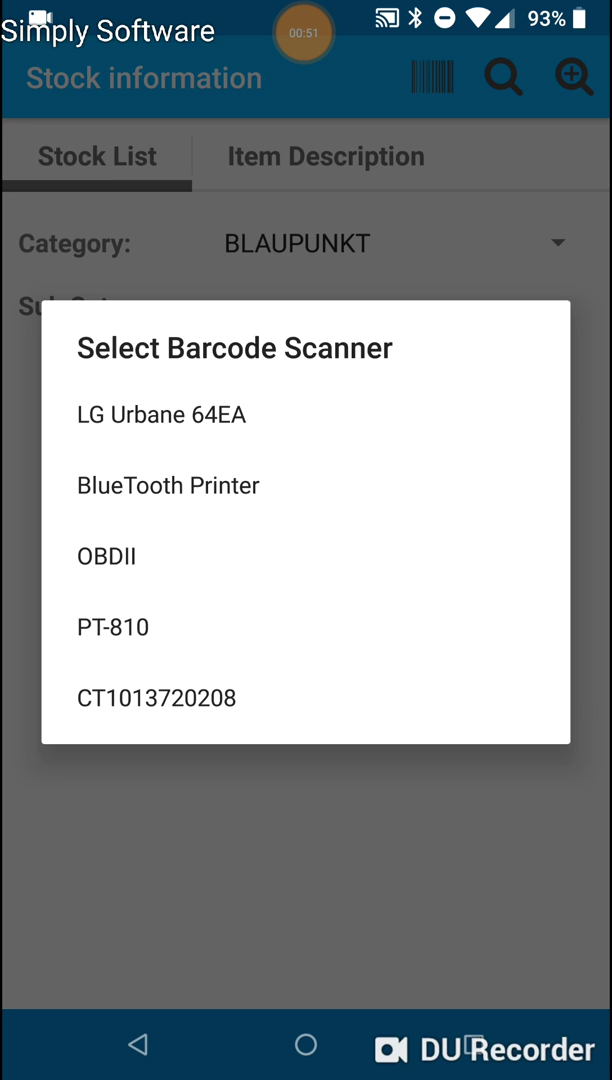 Simply Software
00:51
93%
Stock information
Stock List
Item Description
Category:
BLAUPUNKT
Select Barcode Scanner
LG Urbane 64EA
BlueTooth Printer
OBDII
PT-810
CT1013720208
DU Recorder